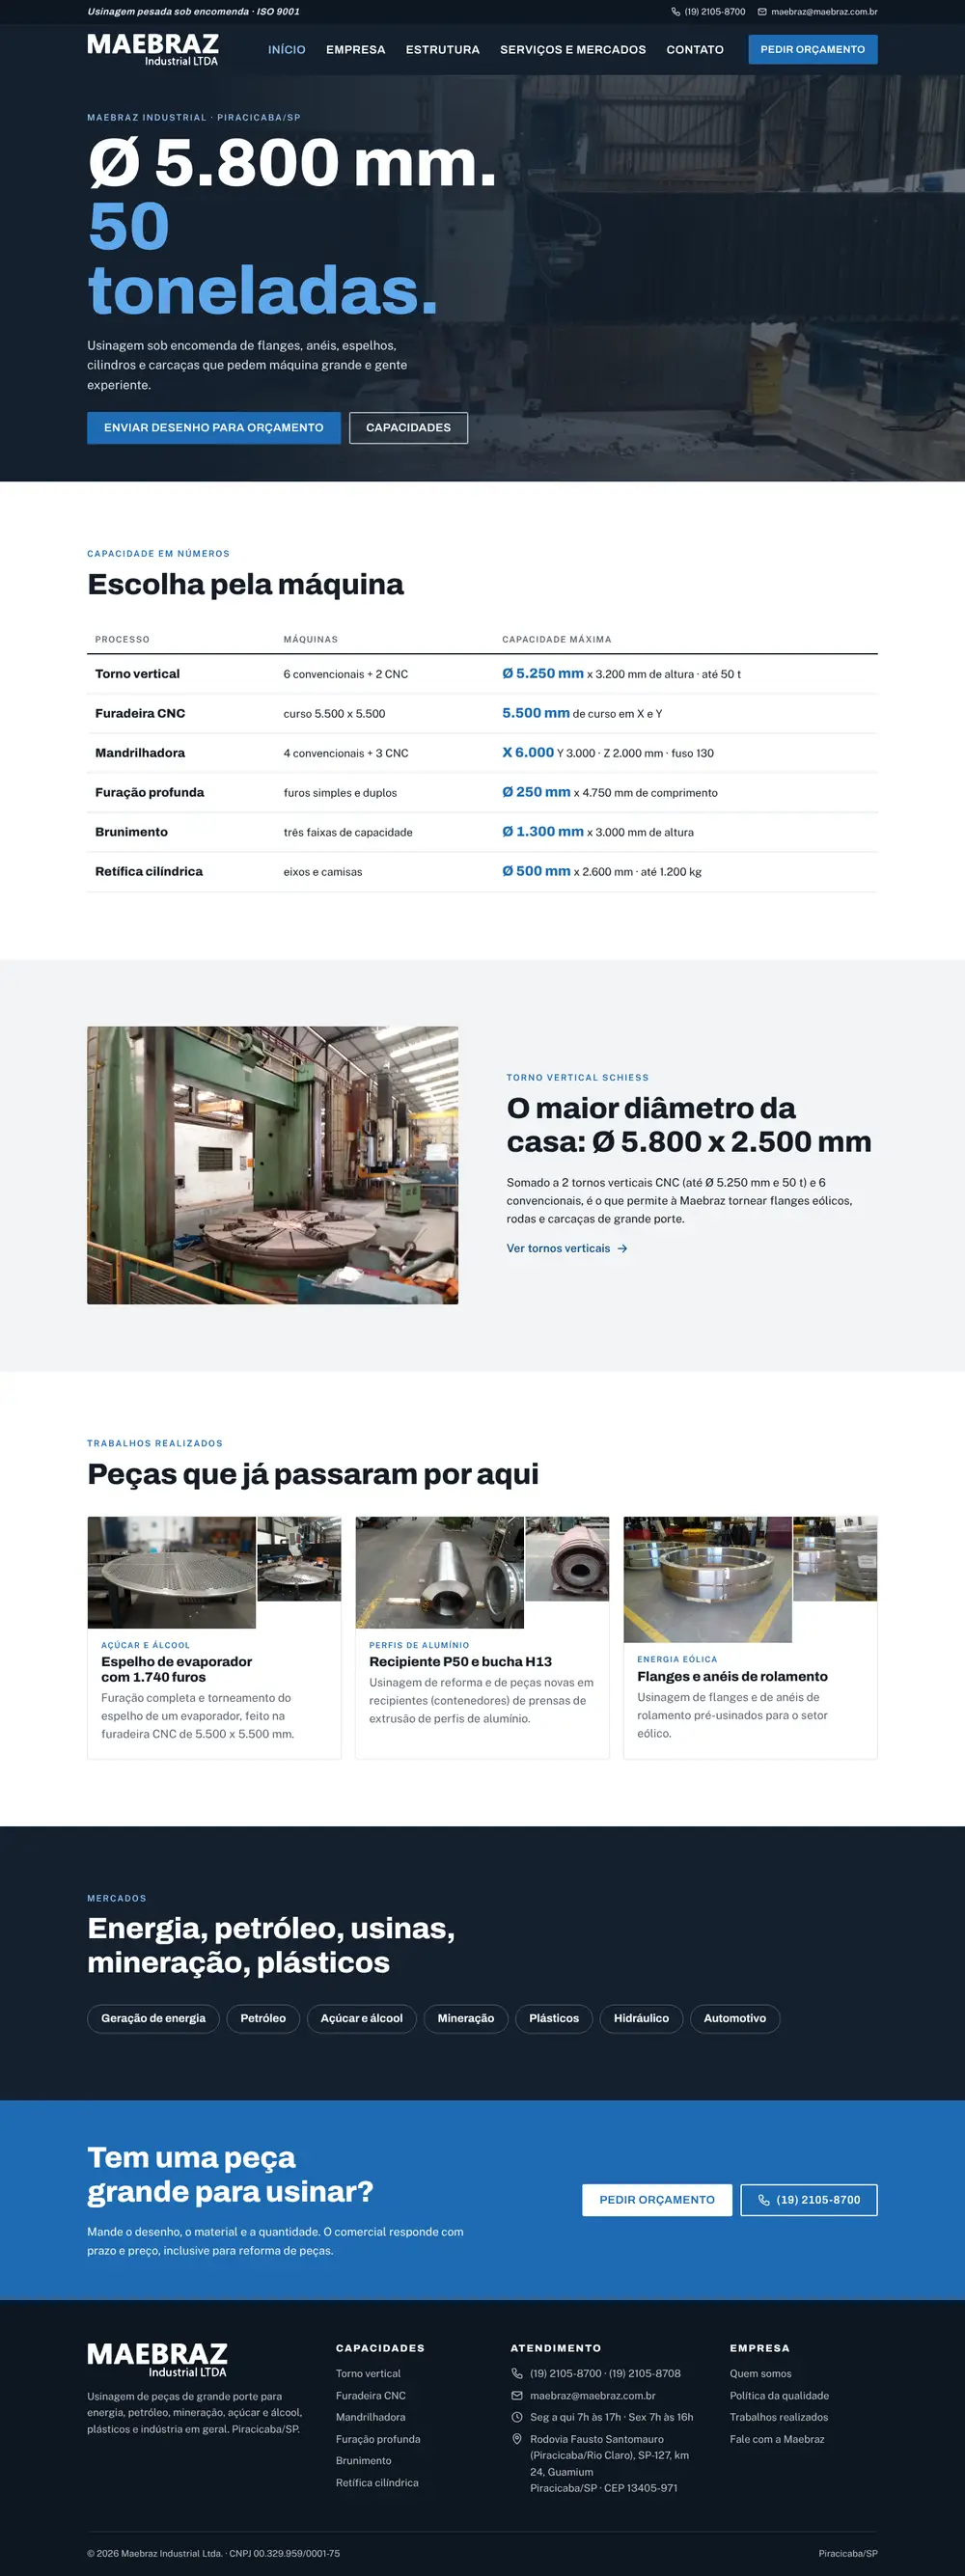 Usinagem pesada sob encomenda · ISO 9001
(19) 2105-8700
maebraz@maebraz.com.br
MAEBRAZ
Industrial LTDA
INÍCIO
EMPRESA
ESTRUTURA
SERVIÇOS E MERCADOS
CONTATO
PEDIR ORÇAMENTO
MAEBRAZ INDUSTRIAL · PIRACICABA/SP
Ø 5.800 mm.
50
toneladas.
Usinagem sob encomenda de flanges, anéis, espelhos,
cilindros e carcaças que pedem máquina grande e gente
experiente.
ENVIAR DESENHO PARA ORÇAMENTO
CAPACIDADES
CAPACIDADE EM NÚMEROS
Escolha pela máquina
PROCESSO MÁQUINAS CAPACIDADE MÁXIMA
Torno vertical 6 convencionais + 2 CNC Ø 5.250 mm x 3.200 mm de altura · até 50 t
Furadeira CNC curso 5.500 x 5.500 5.500 mm de curso em X e Y
Mandrilhadora 4 convencionais + 3 CNC X 6.000 Y 3.000 · Z 2.000 mm · fuso 130
Furação profunda furos simples e duplos Ø 250 mm x 4.750 mm de comprimento
Brunimento três faixas de capacidade Ø 1.300 mm x 3.000 mm de altura
Retífica cilíndrica eixos e camisas Ø 500 mm x 2.600 mm · até 1.200 kg
TORNO VERTICAL SCHIESS
O maior diâmetro da
casa: Ø 5.800 x 2.500 mm
Somado a 2 tornos verticais CNC (até Ø 5.250 mm e 50 t) e 6
convencionais, é o que permite à Maebraz tornear flanges eólicos,
rodas e carcaças de grande porte.
Ver tornos verticais →
TRABALHOS REALIZADOS
Peças que já passaram por aqui
AÇÚCAR E ÁLCOOL
Espelho de evaporador
com 1.740 furos
Furação completa e torneamento do
espelho de um evaporador, feito na
furadeira CNC de 5.500 x 5.500 mm.
PERFIS DE ALUMÍNIO
Recipiente P50 e bucha H13
Usinagem de reforma e de peças novas em
recipientes (contenedores) de prensas de
extrusão de perfis de alumínio.
ENERGIA EÓLICA
Flanges e anéis de rolamento
Usinagem de flanges e de anéis de
rolamento pré-usinados para o setor
eólico.
MERCADOS
Energia, petróleo, usinas,
mineração, plásticos
Geração de energia
Petróleo
Açúcar e álcool
Mineração
Plásticos
Hidráulico
Automotivo
Tem uma peça
grande para usinar?
Mande o desenho, o material e a quantidade. O comercial responde com
prazo e preço, inclusive para reforma de peças.
PEDIR ORÇAMENTO
(19) 2105-8700
MAEBRAZ
Industrial LTDA
Usinagem de peças de grande porte para
energia, petróleo, mineração, açúcar e álcool,
plásticos e indústria em geral. Piracicaba/SP.
CAPACIDADES
Torno vertical
Furadeira CNC
Mandrilhadora
Furação profunda
Brunimento
Retífica cilíndrica
ATENDIMENTO
(19) 2105-8700 · (19) 2105-8708
maebraz@maebraz.com.br
Seg a qui 7h às 17h · Sex 7h às 16h
Rodovia Fausto Santomauro
(Piracicaba/Rio Claro), SP-127, km
24, Guamium
Piracicaba/SP · CEP 13405-971
EMPRESA
Quem somos
Política da qualidade
Trabalhos realizados
Fale com a Maebraz
© 2026 Maebraz Industrial Ltda. · CNPJ 00.329.959/0001-75
Piracicaba/SP